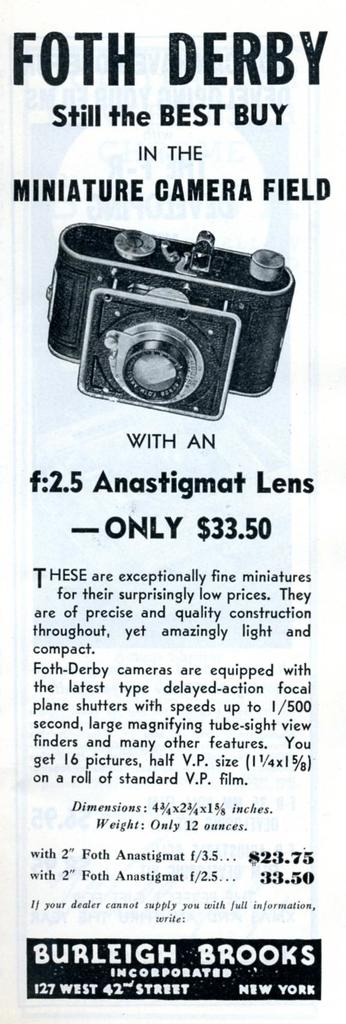 FOTH DERBY
Still the BEST BUY
IN THE
MINIATURE CAMERA FIELD
WITH AN
f:2.5 Anastigmat Lens
—ONLY $33.50
THESE are exceptionally fine miniatures
for their surprisingly low prices. They
are of precise and quality construction
throughout, yet amazingly light and
compact.
Foth-Derby cameras are equipped with
the latest type delayed-action focal
plane shutters with speeds up to 1/500
second, large magnifying tube-sight view
finders and many other features. You
get 16 pictures, half V.P. size (1¼x1⅝)
on a roll of standard V.P. film.
Dimensions: 4¾x2¾x1⅝ inches.
Weight: Only 12 ounces.
with 2" Foth Anastigmat f/3.5... $23.75
with 2" Foth Anastigmat f/2.5... 33.50
If your dealer cannot supply you with full information,
write:
BURLEIGH BROOKS
INCORPORATED
127 WEST 42nd STREET NEW YORK